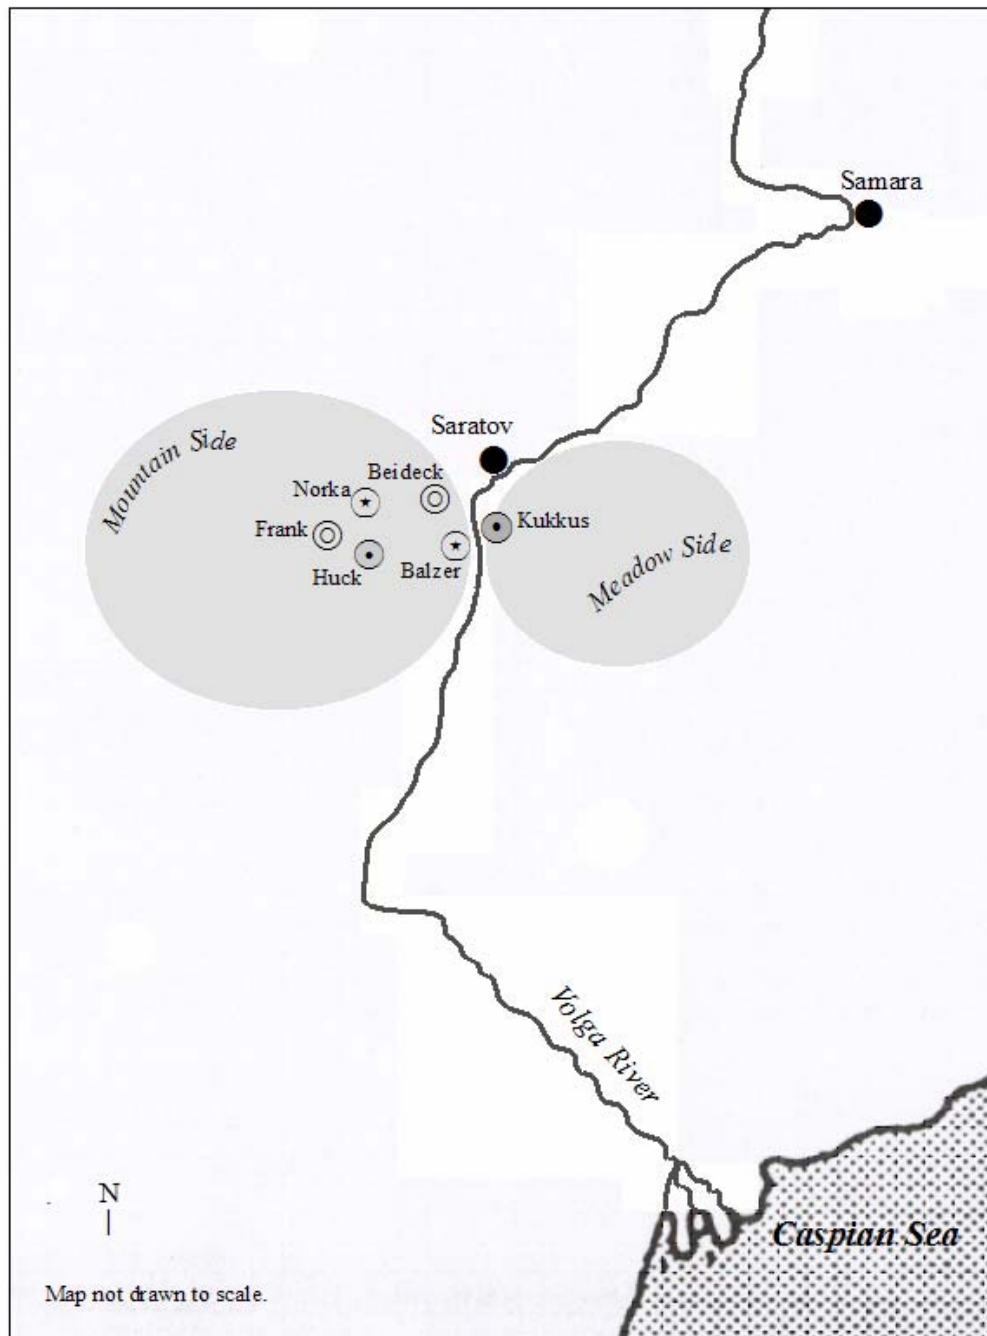 Samara
Saratov
Mountain Side
Beideck
Norka
Kukkus
Frank
Huck
Balzer
Meadow Side
Volga River
N
Caspian Sea
Map not drawn to scale.